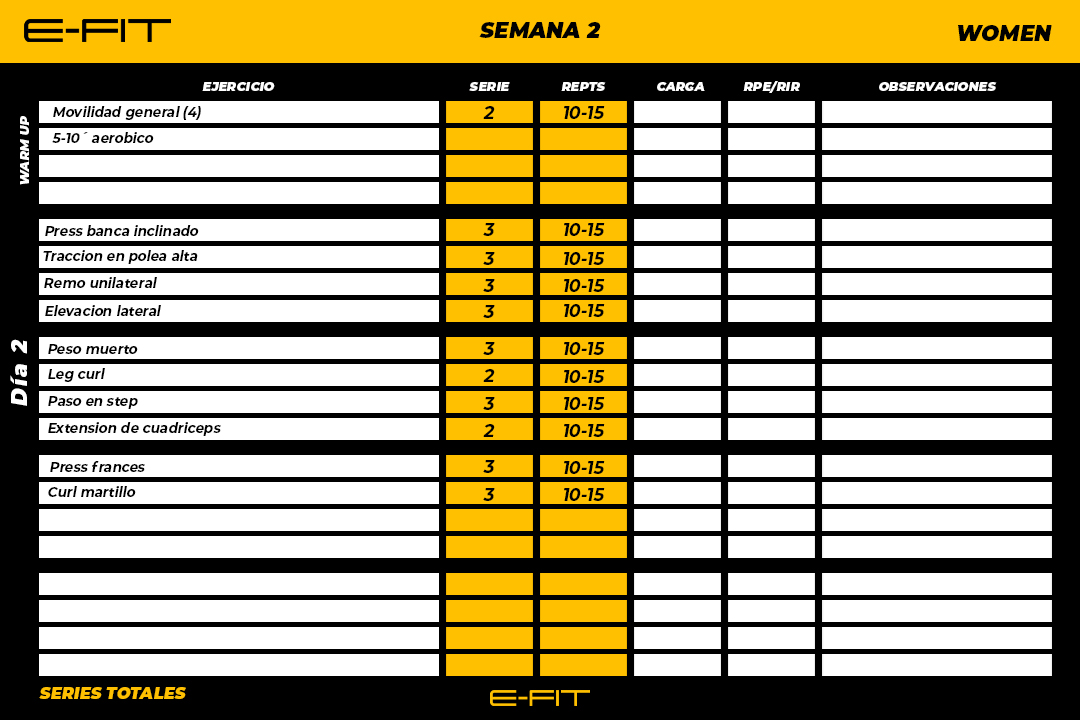 E-FIT SEMANA 2 WOMEN
EJERCICIO SERIE REPTS CARGA RPE/RIR OBSERVACIONES
WARM UP
Movilidad general (4) 2 10-15
5-10´ aerobico
Día 2
Press banca inclinado 3 10-15
Traccion en polea alta 3 10-15
Remo unilateral 3 10-15
Elevacion lateral 3 10-15
Peso muerto 3 10-15
Leg curl 2 10-15
Paso en step 3 10-15
Extension de cuadriceps 2 10-15
Press frances 3 10-15
Curl martillo 3 10-15
SERIES TOTALES
E-FIT